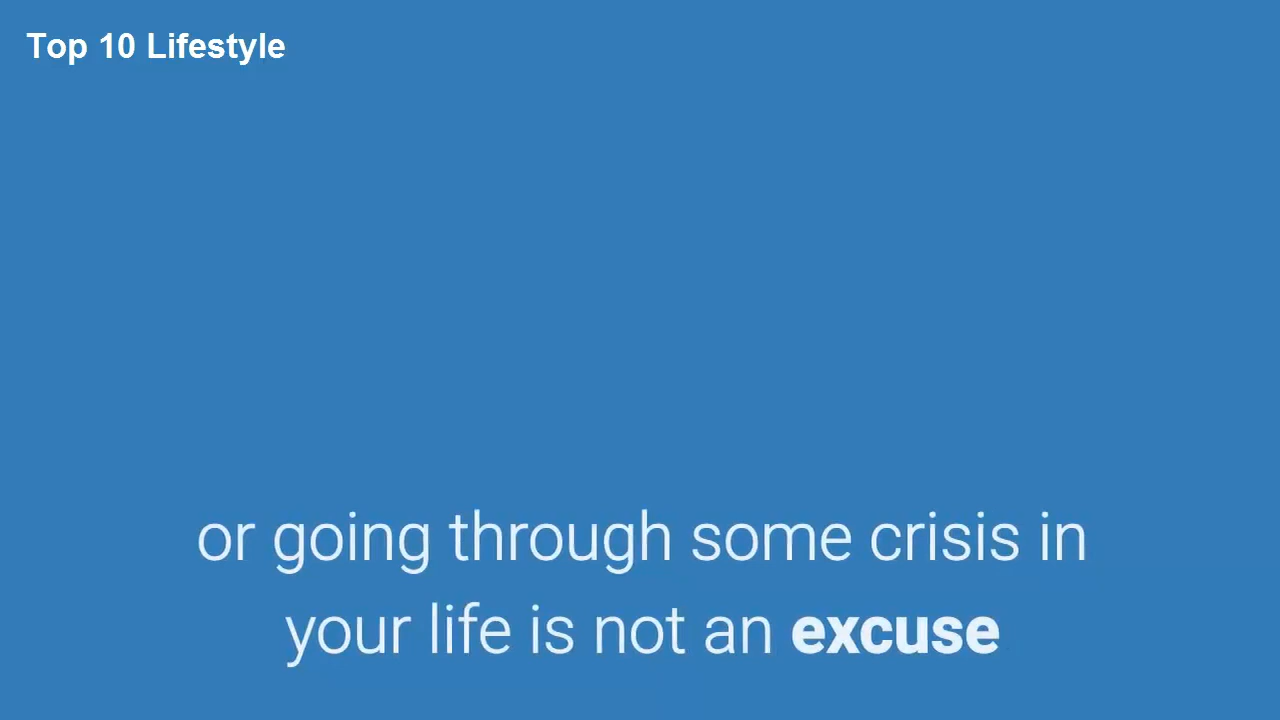 Top 10 Lifestyle
or going through some crisis in
your life is not an excuse